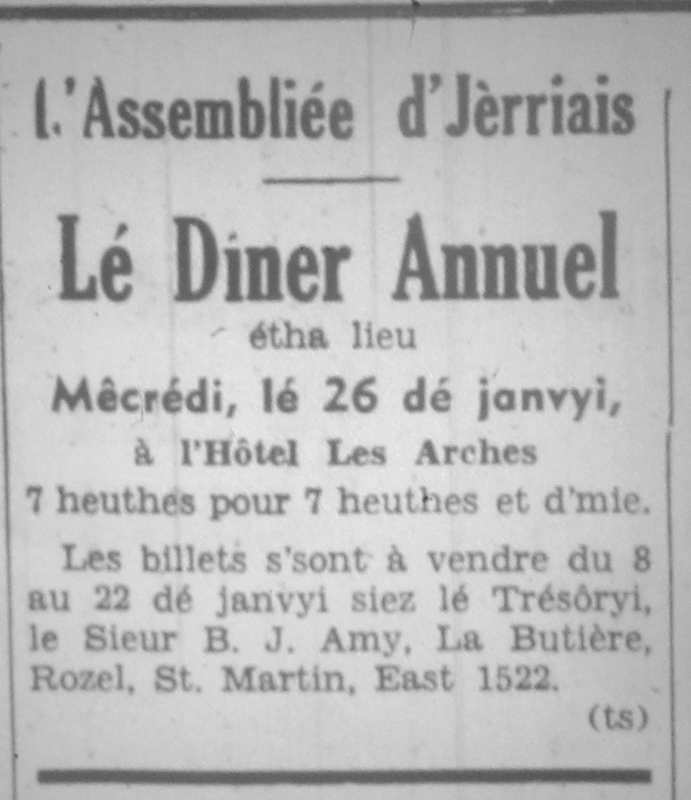 L'Assembliée d'Jèrriais
Lé Dîner Annuel
étha lieu
Mêcrédi, lé 26 dé janvyi,
à l'Hôtel Les Arches
7 heuthes pour 7 heuthes et d'mie.
Les billets s'sont à vendre du 8
au 22 dé janvyi siez lé Trésôryi,
le Sieur B. J. Amy, La Butière,
Rozel, St. Martin, East 1522.
(ts)